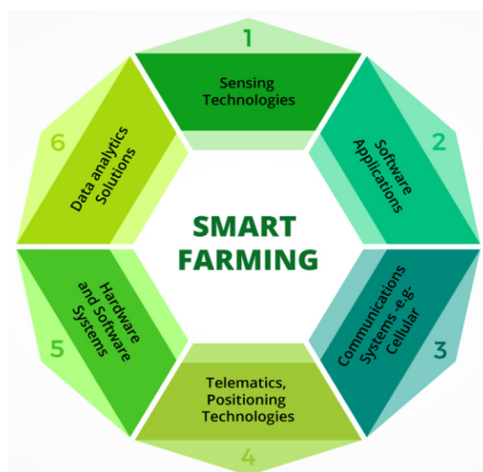 1
Sensing
Technologies
2
Software
Applications
3
Communications
Systems -e.g-
Cellular
4
Telematics,
Positioning
Technologies
5
Hardware
and Software
Systems
6
Data analytics
Solutions
SMART
FARMING